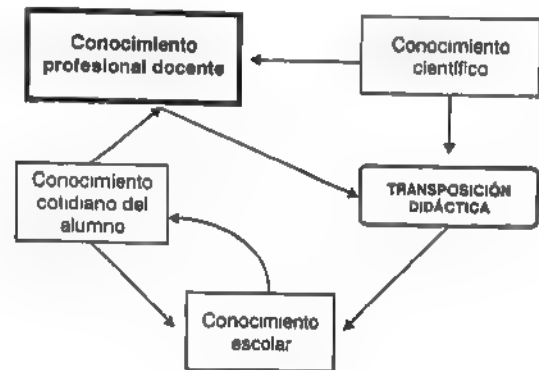 Conocimiento
profesional docente
Conocimiento
científico
Conocimiento
cotidiano del
alumno
TRANSPOSICIÓN
DIDÁCTICA
Conocimiento
escolar